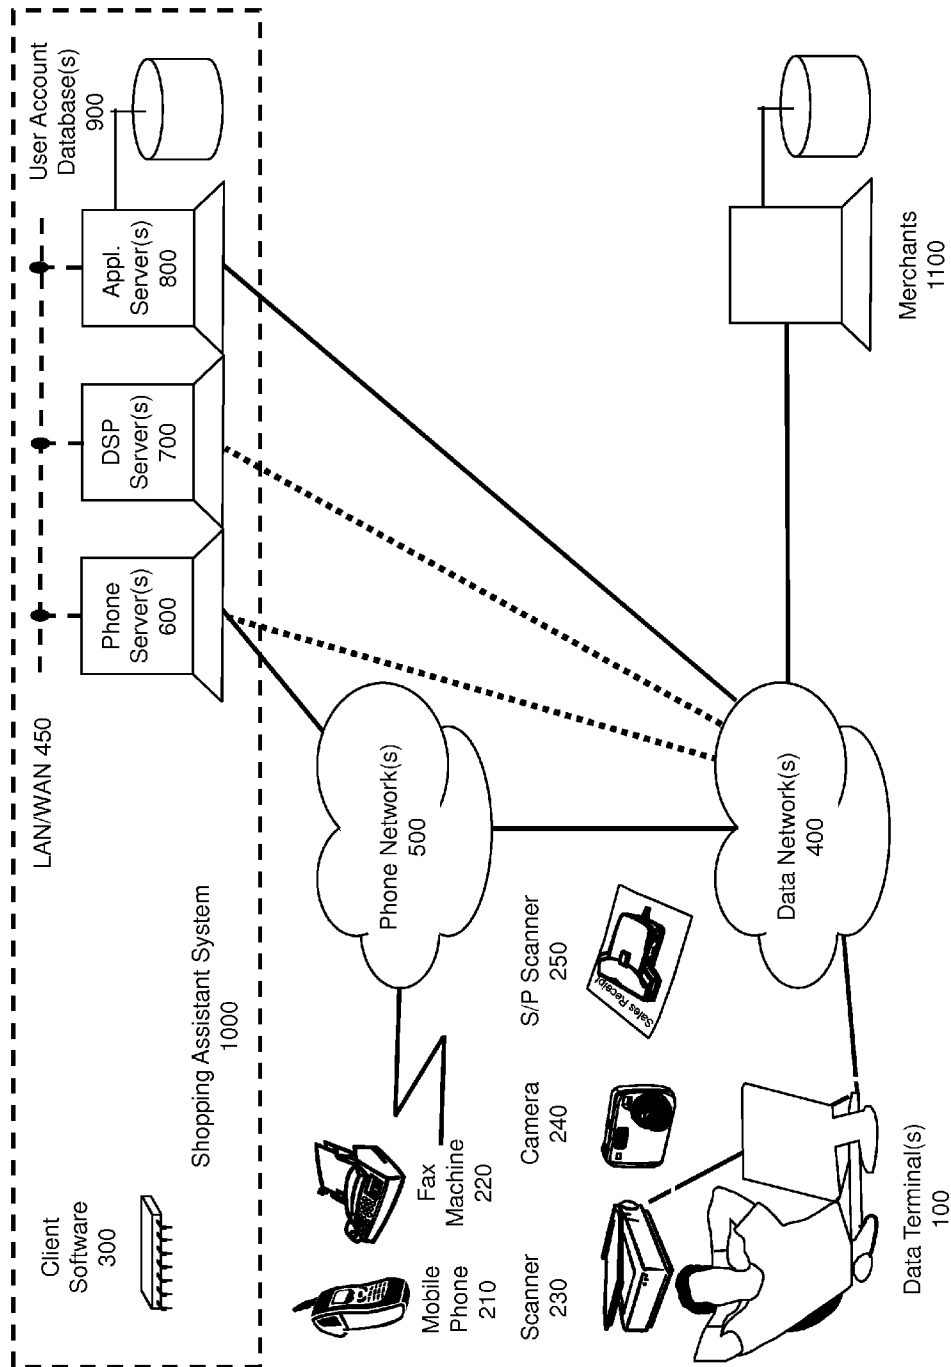 Client
Software
300
Shopping Assistant System
1000
LAN/WAN 450
Phone
Server(s)
600
DSP
Server(s)
700
Appl.
Server(s)
800
User Account
Database(s)
900
Mobile
Phone
210
Fax
Machine
220
Phone Network(s)
500
Scanner
230
Camera
240
S/P Scanner
250
Sales Receipt
Data Network(s)
400
Data Terminal(s)
100
Merchants
1100